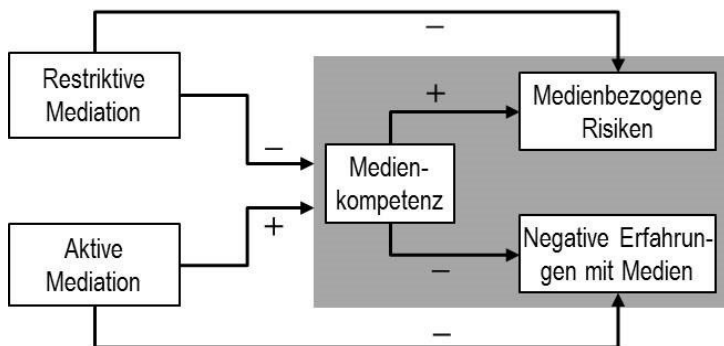 −
Restriktive
Mediation
+
Medienbezogene
Risiken
−
Medien-
kompetenz
+
Aktive
Mediation
Negative Erfahrun-
gen mit Medien
−
−